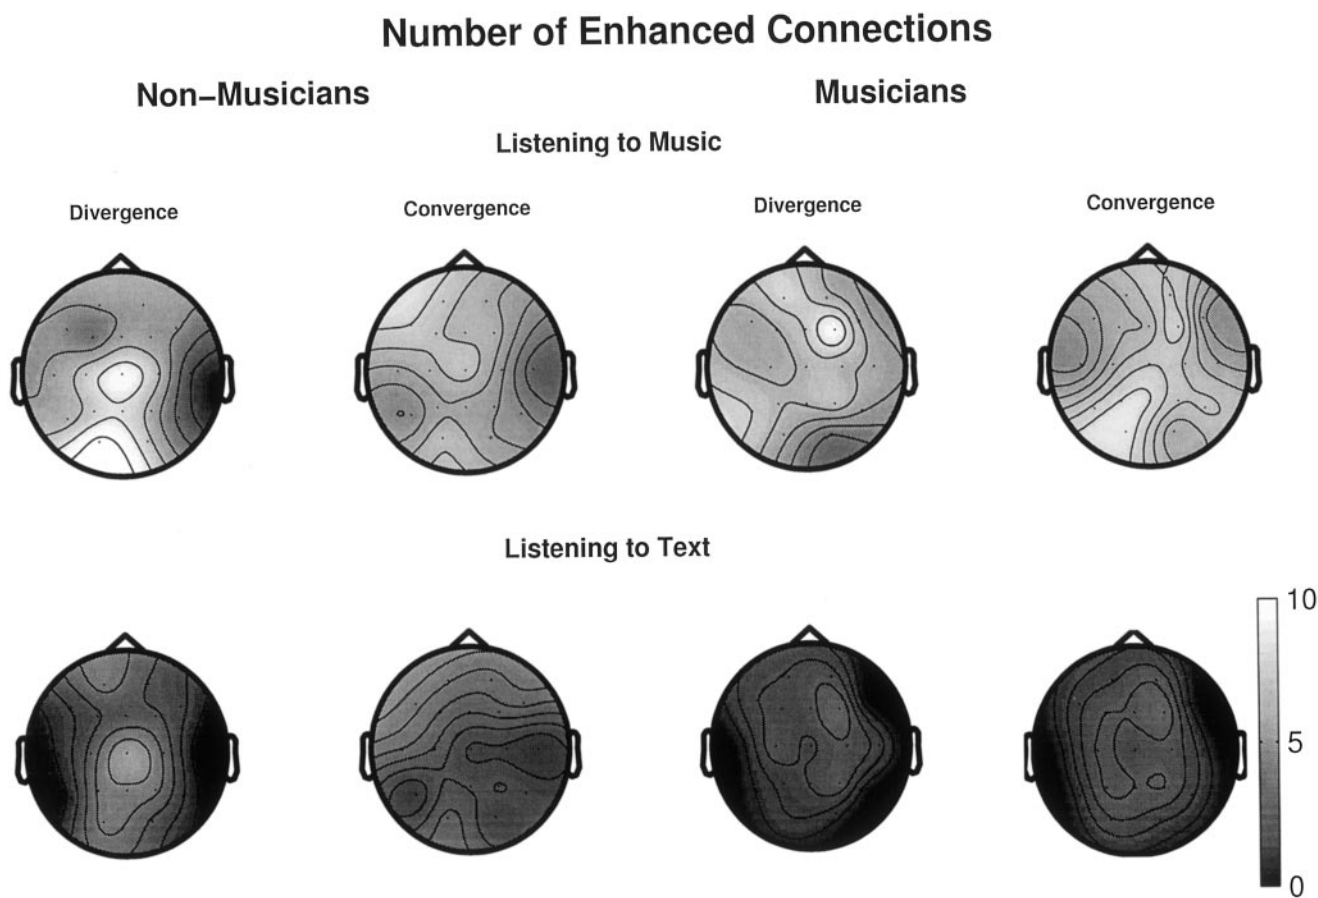 Number of Enhanced Connections
Non–Musicians Musicians
Listening to Music
Divergence Convergence Divergence Convergence
Listening to Text
10
5
0